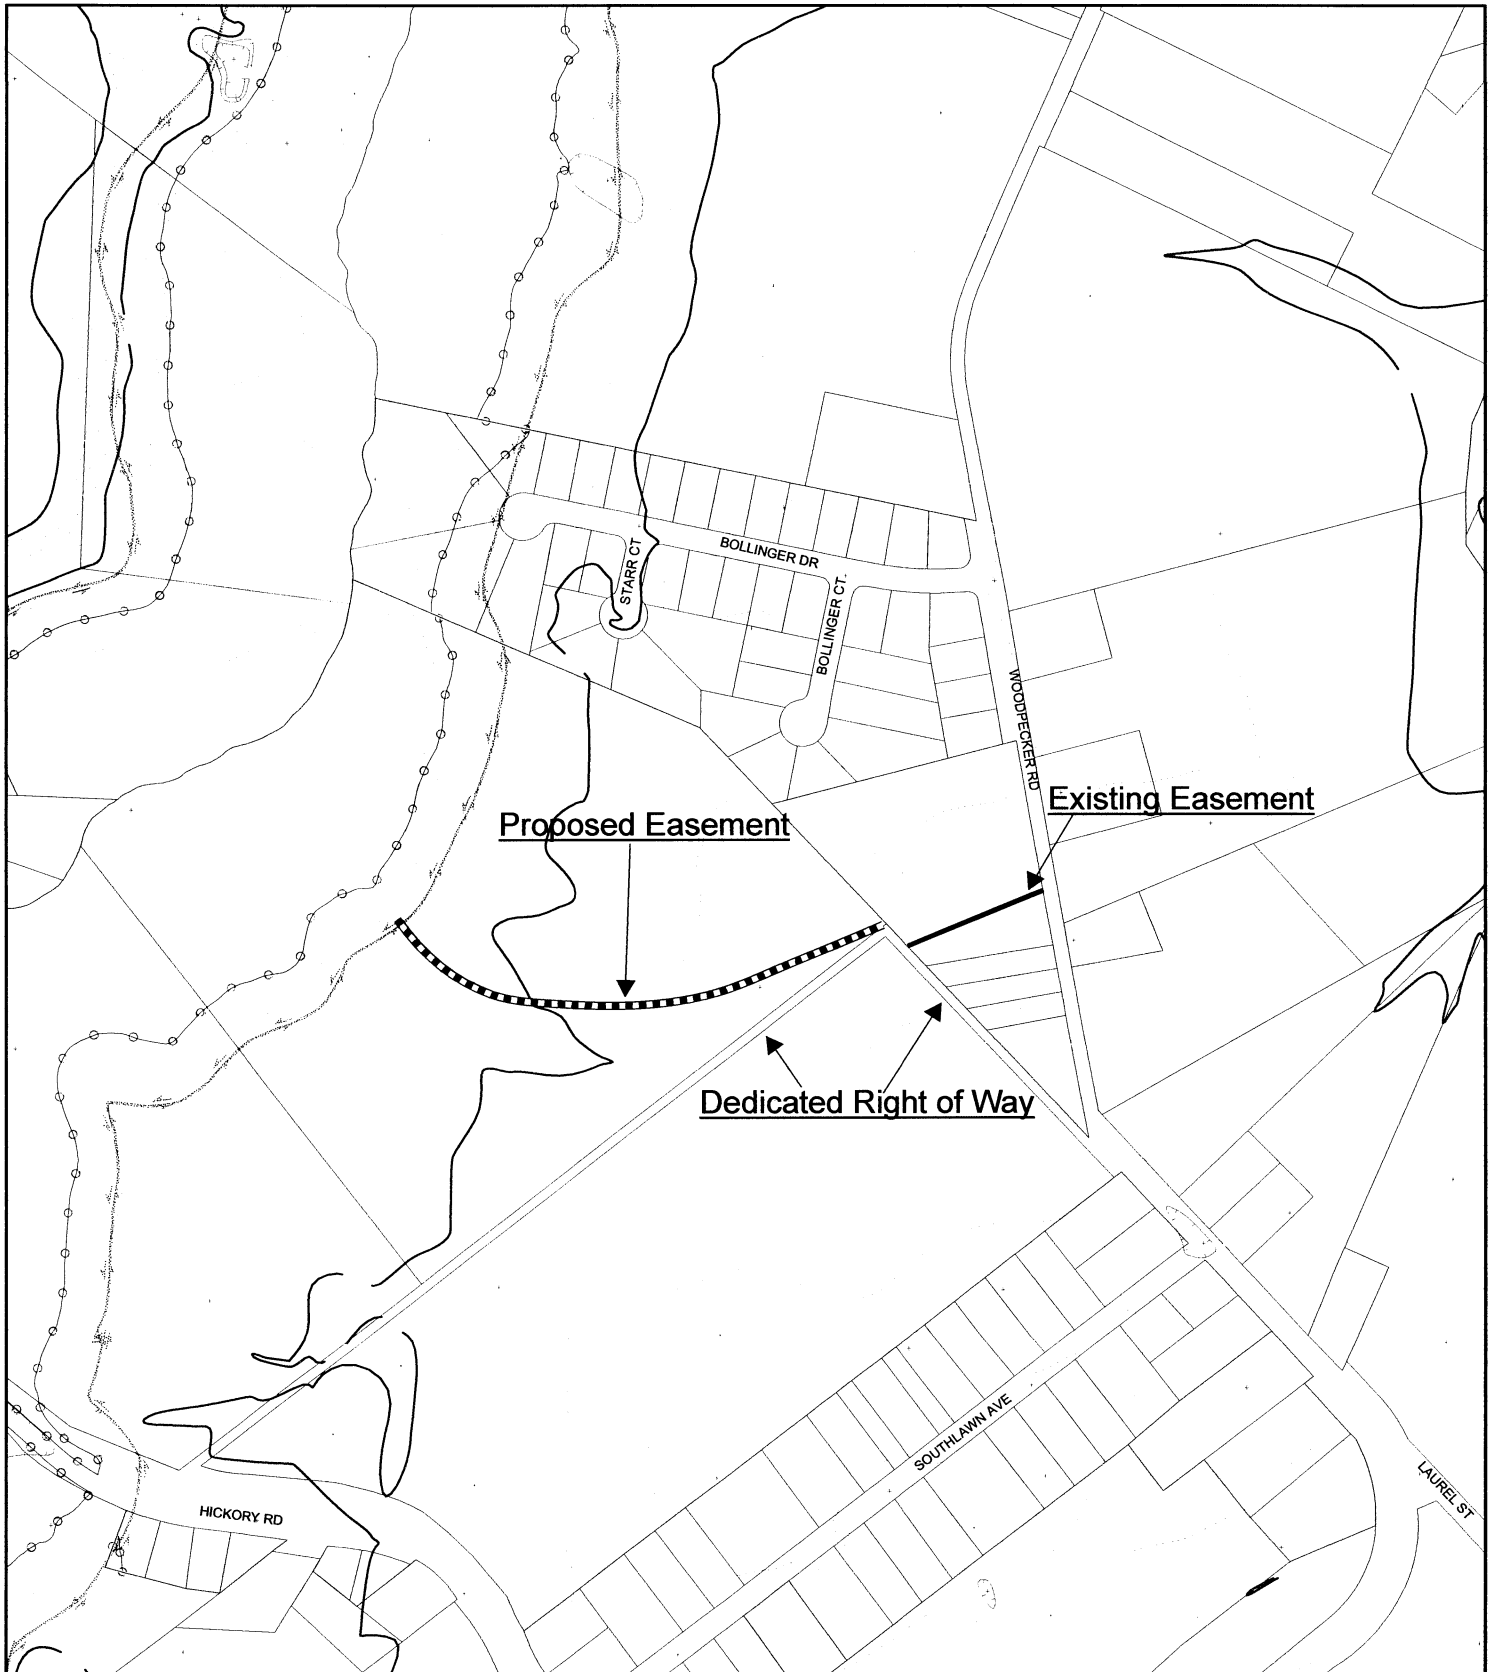 STARR CT
BOLLINGER DR
BOLLINGER CT.
WOODPECKER RD
Existing Easement
Proposed Easement
Dedicated Right of Way
SOUTHLAWN AVE
LAUREL ST
HICKORY RD